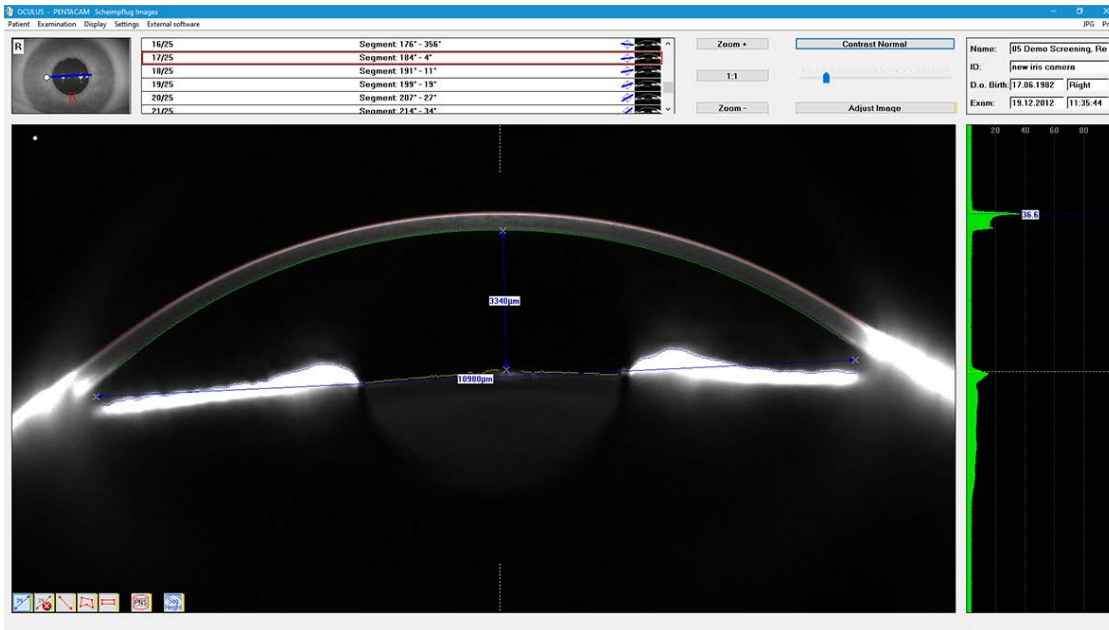 OCULUS - PENTACAM Scheimpflug Images
Patient Examination Display Settings External software JPG Pr
R
16/25 Segment: 176° - 356°
17/25 Segment: 184° - 4°
18/25 Segment: 191° - 11°
19/25 Segment: 199° - 19°
20/25 Segment: 207° - 27°
21/25 Segment: 214° - 34°
Zoom +
1:1
Zoom -
Contrast Normal
Adjust Image
Name: 05 Demo Screening, Re
ID: new iris camera
D.o. Birth: 17.06.1982 Right
Exam: 19.12.2012 11:35:44
20 40 60 80
36.6
3340µm
10980µm
PNS
Sag. Height